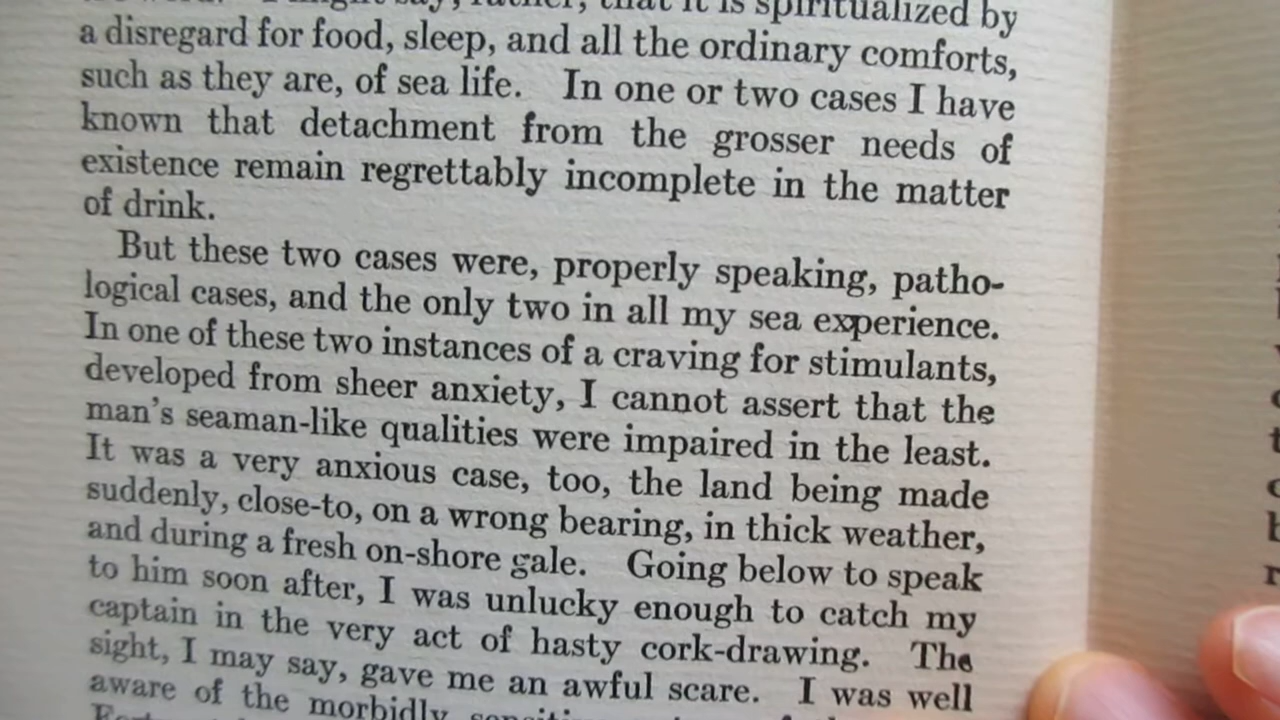 say, rather, that it is spiritualized by
a disregard for food, sleep, and all the ordinary comforts,
such as they are, of sea life. In one or two cases I have
known that detachment from the grosser needs of
existence remain regrettably incomplete in the matter
of drink.
But these two cases were, properly speaking, patho-
logical cases, and the only two in all my sea experience.
In one of these two instances of a craving for stimulants,
developed from sheer anxiety, I cannot assert that the
man's seaman-like qualities were impaired in the least.
It was a very anxious case, too, the land being made
suddenly, close-to, on a wrong bearing, in thick weather,
and during a fresh on-shore gale. Going below to speak
to him soon after, I was unlucky enough to catch my
captain in the very act of hasty cork-drawing. The
sight, I may say, gave me an awful scare. I was well
aware of the morbidly